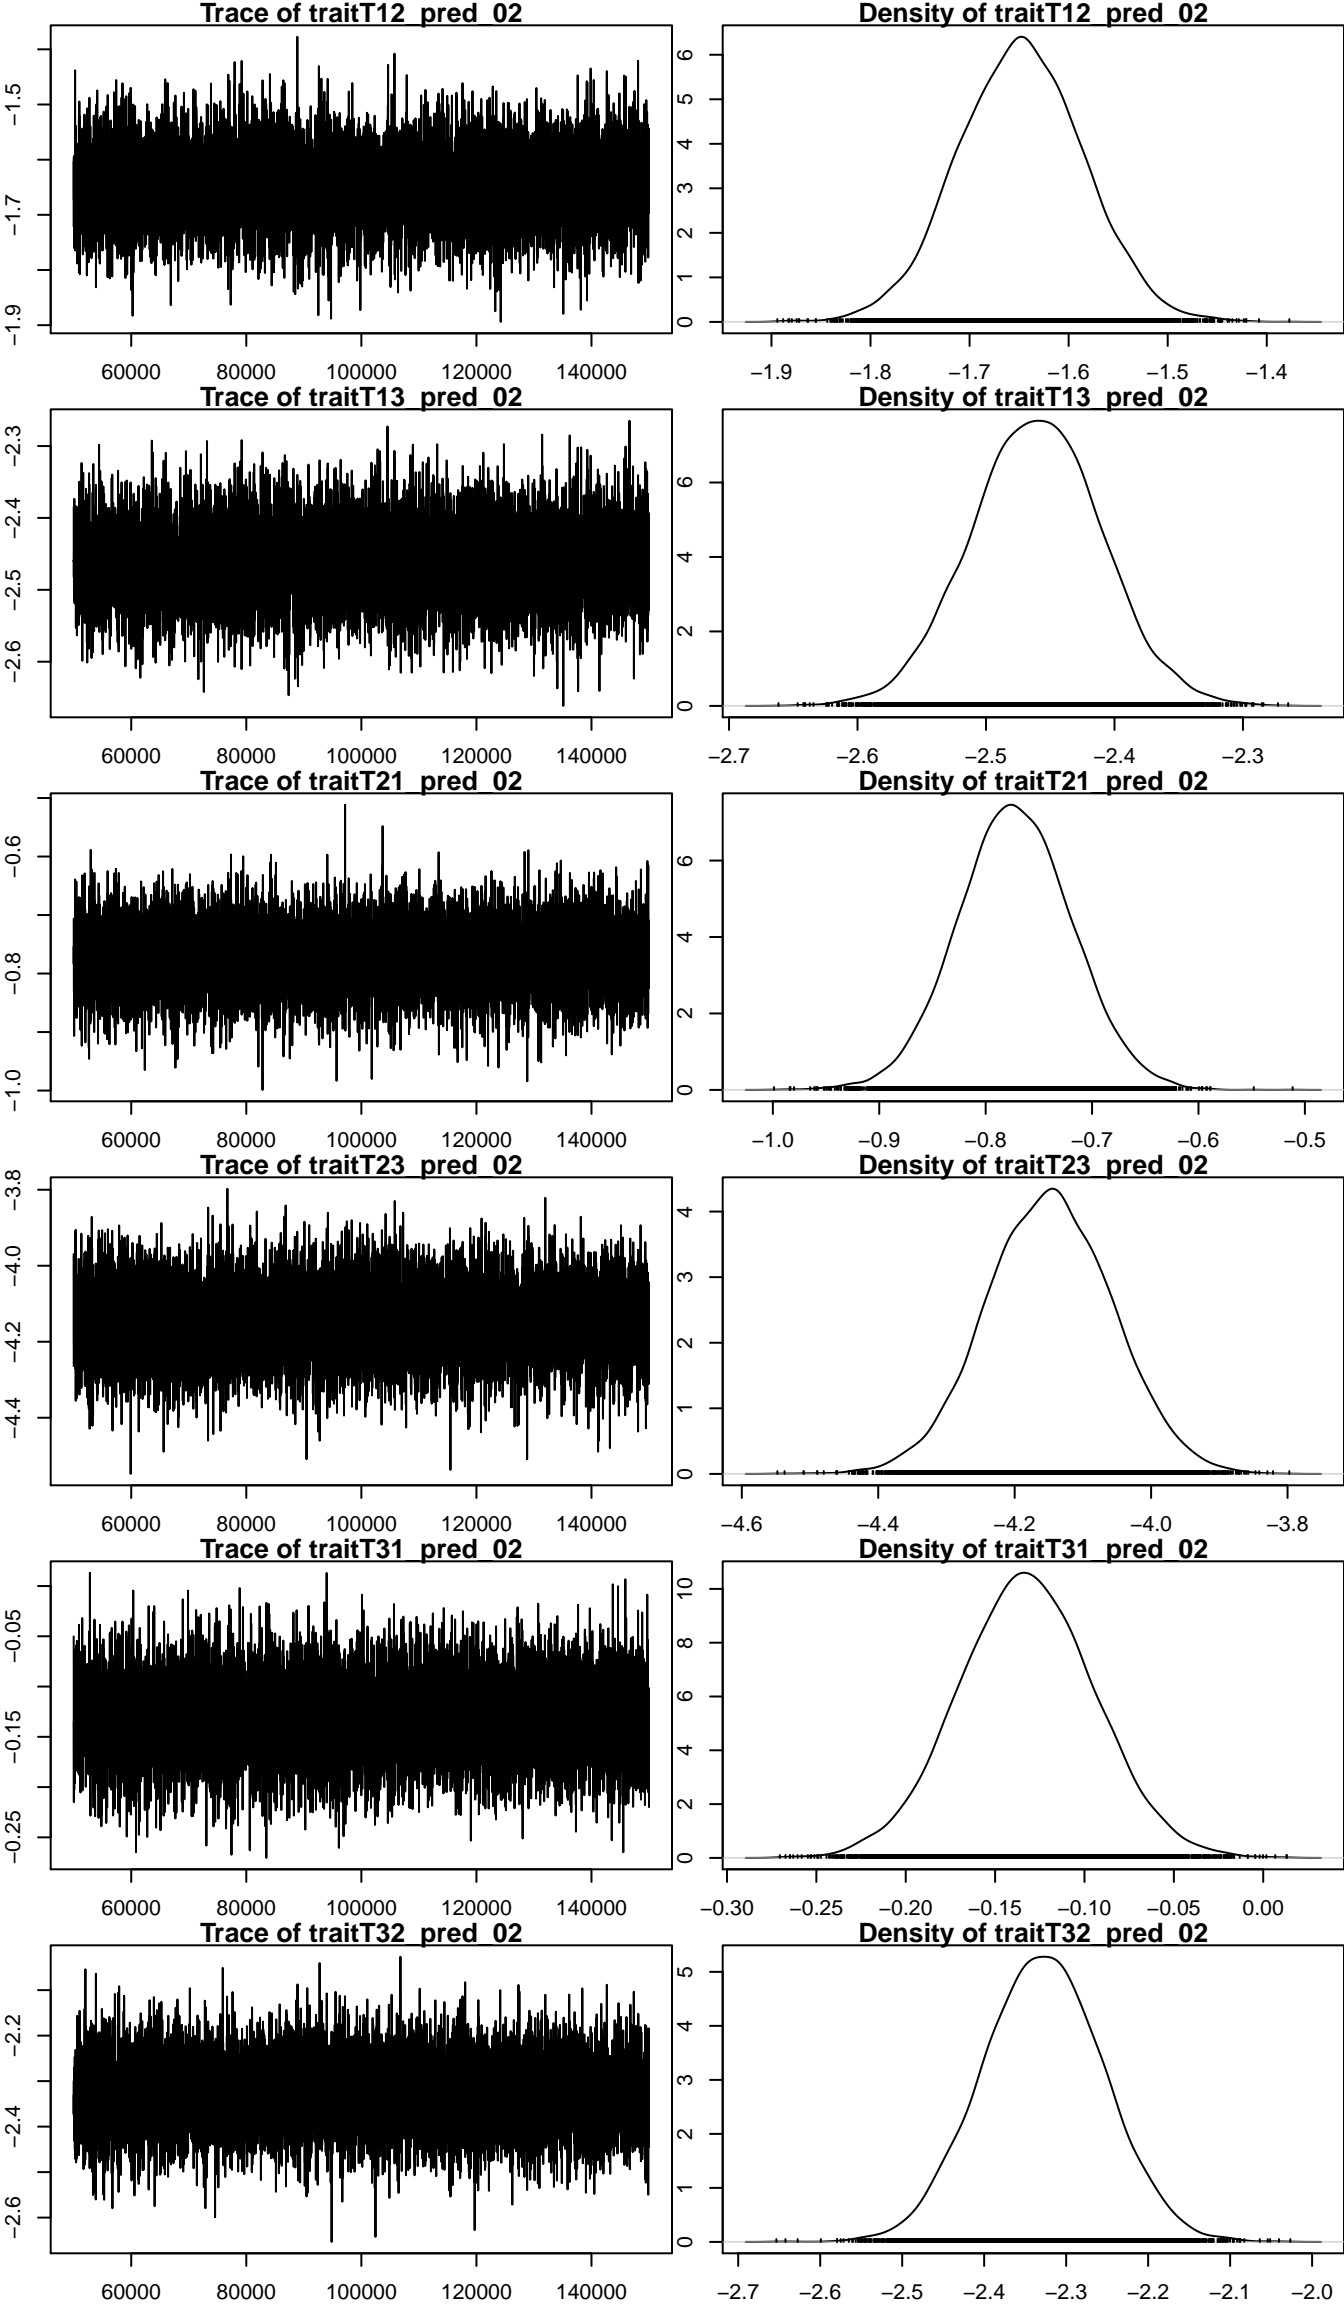 Trace of traitT12_pred_02
−1.9 −1.7 −1.5
60000 80000 100000 120000 140000
Density of traitT12_pred_02
0 1 2 3 4 5 6
−1.9 −1.8 −1.7 −1.6 −1.5 −1.4
Trace of traitT13_pred_02
−2.6 −2.5 −2.4 −2.3
60000 80000 100000 120000 140000
Density of traitT13_pred_02
0 2 4 6
−2.7 −2.6 −2.5 −2.4 −2.3
Trace of traitT21_pred_02
−1.0 −0.8 −0.6
60000 80000 100000 120000 140000
Density of traitT21_pred_02
0 2 4 6
−1.0 −0.9 −0.8 −0.7 −0.6 −0.5
Trace of traitT23_pred_02
−4.4 −4.2 −4.0 −3.8
60000 80000 100000 120000 140000
Density of traitT23_pred_02
0 1 2 3 4
−4.6 −4.4 −4.2 −4.0 −3.8
Trace of traitT31_pred_02
−0.25 −0.15 −0.05
60000 80000 100000 120000 140000
Density of traitT31_pred_02
0 2 4 6 8 10
−0.30 −0.25 −0.20 −0.15 −0.10 −0.05 0.00
Trace of traitT32_pred_02
−2.6 −2.4 −2.2
60000 80000 100000 120000 140000
Density of traitT32_pred_02
0 1 2 3 4 5
−2.7 −2.6 −2.5 −2.4 −2.3 −2.2 −2.1 −2.0